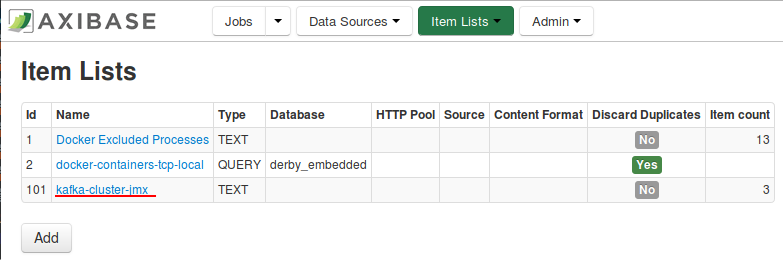 AXIBASE Jobs Data Sources Item Lists Admin
Item Lists
Id Name Type Database HTTP Pool Source Content Format Discard Duplicates Item count
1 Docker Excluded Processes TEXT No 13
2 docker-containers-tcp-local QUERY derby_embedded Yes
101 kafka-cluster-jmx TEXT No 3
Add